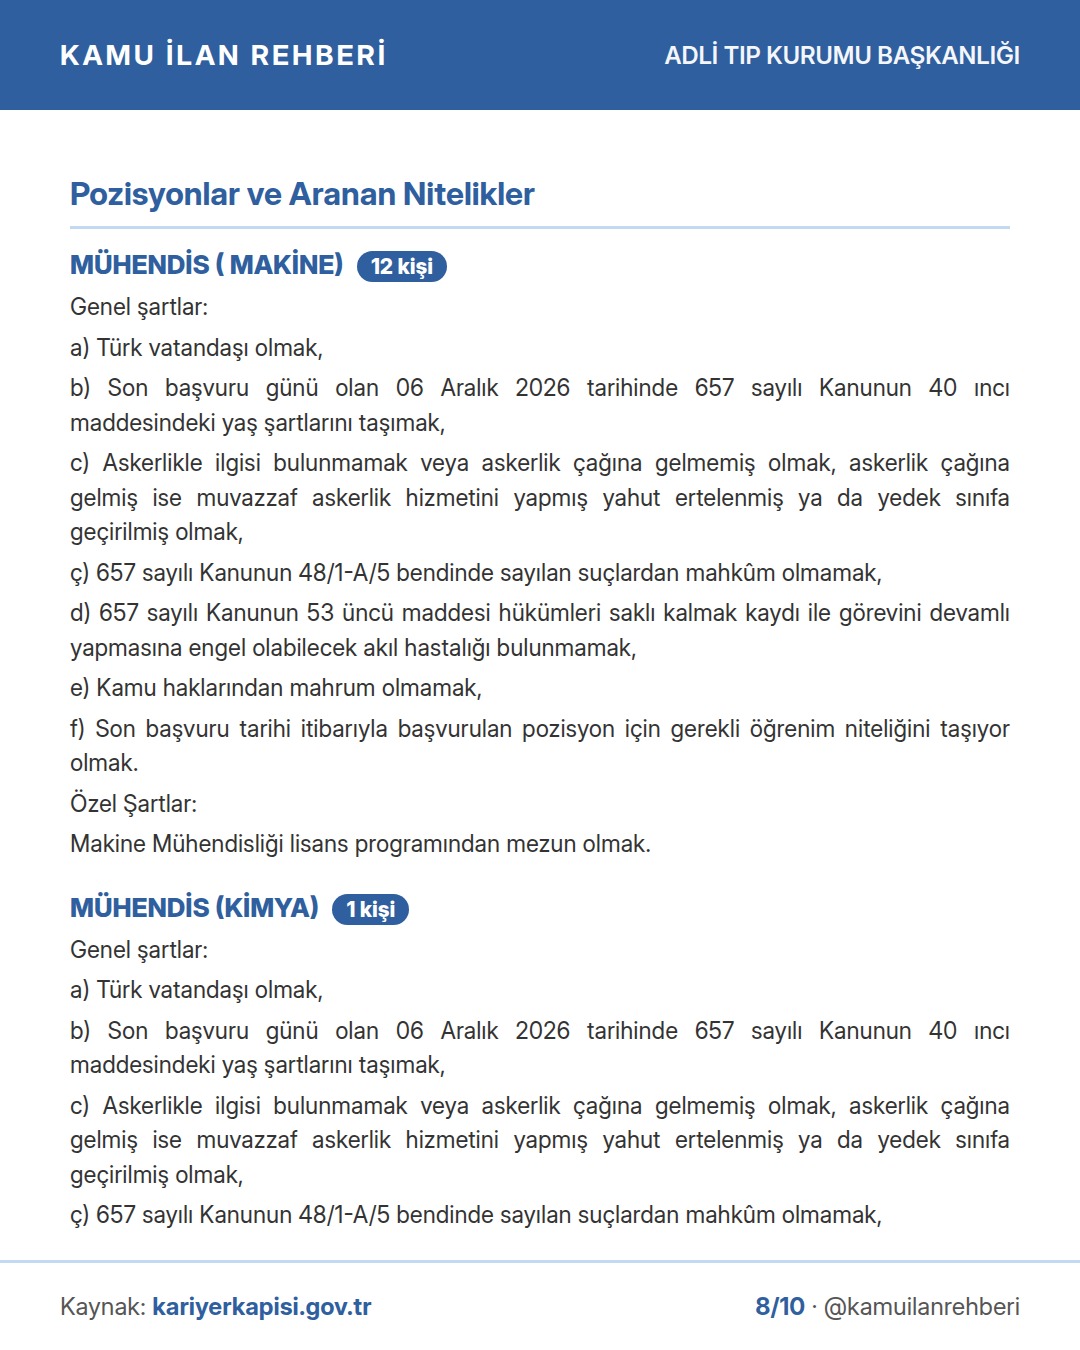 KAMU İLAN REHBERİ
ADLİ TIP KURUMU BAŞKANLIĞI
Pozisyonlar ve Aranan Nitelikler
MÜHENDİS ( MAKİNE) 12 kişi
Genel şartlar:
a) Türk vatandaşı olmak,
b) Son başvuru günü olan 06 Aralık 2026 tarihinde 657 sayılı Kanunun 40 ıncı
maddesindeki yaş şartlarını taşımak,
c) Askerlikle ilgisi bulunmamak veya askerlik çağına gelmemiş olmak, askerlik çağına
gelmiş ise muvazzaf askerlik hizmetini yapmış yahut ertelenmiş ya da yedek sınıfa
geçirilmiş olmak,
ç) 657 sayılı Kanunun 48/1-A/5 bendinde sayılan suçlardan mahkûm olmamak,
d) 657 sayılı Kanunun 53 üncü maddesi hükümleri saklı kalmak kaydı ile görevini devamlı
yapmasına engel olabilecek akıl hastalığı bulunmamak,
e) Kamu haklarından mahrum olmamak,
f) Son başvuru tarihi itibarıyla başvurulan pozisyon için gerekli öğrenim niteliğini taşıyor
olmak.
Özel Şartlar:
Makine Mühendisliği lisans programından mezun olmak.
MÜHENDİS (KİMYA) 1 kişi
Genel şartlar:
a) Türk vatandaşı olmak,
b) Son başvuru günü olan 06 Aralık 2026 tarihinde 657 sayılı Kanunun 40 ıncı
maddesindeki yaş şartlarını taşımak,
c) Askerlikle ilgisi bulunmamak veya askerlik çağına gelmemiş olmak, askerlik çağına
gelmiş ise muvazzaf askerlik hizmetini yapmış yahut ertelenmiş ya da yedek sınıfa
geçirilmiş olmak,
ç) 657 sayılı Kanunun 48/1-A/5 bendinde sayılan suçlardan mahkûm olmamak,
Kaynak: kariyerkapisi.gov.tr
8/10 · @kamuilanrehberi